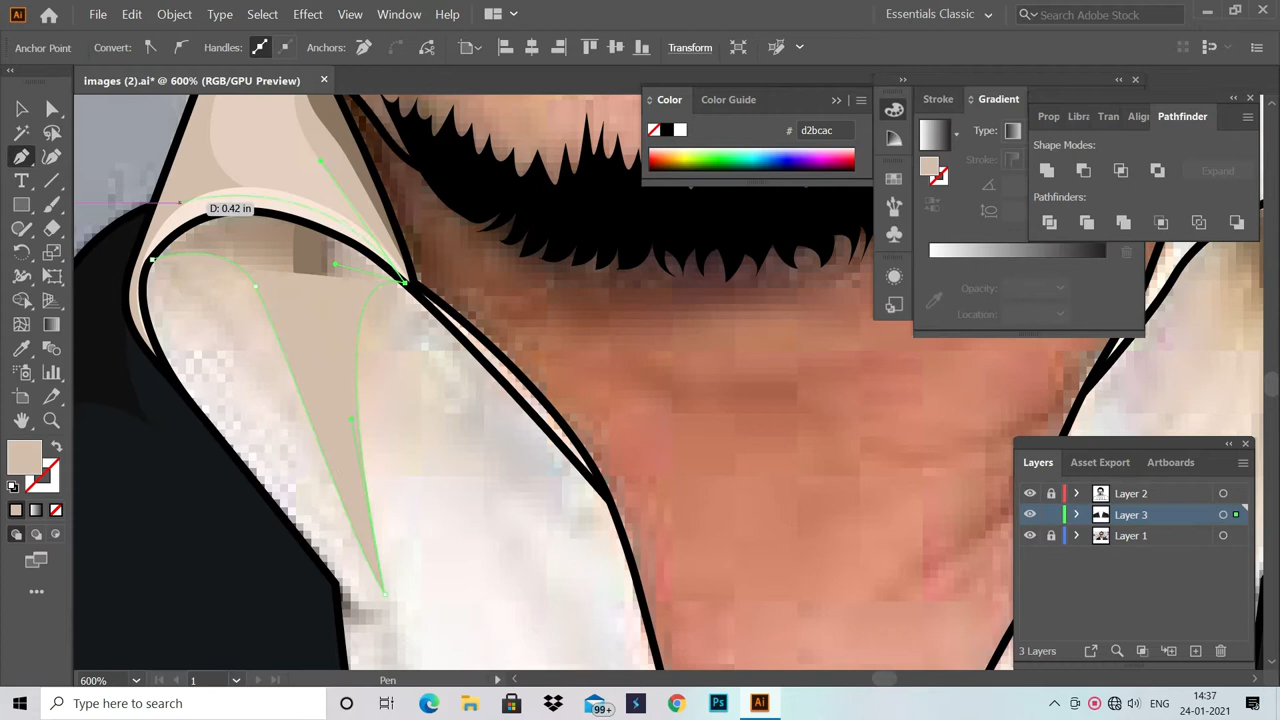 Ai
File Edit Object Type Select Effect View Window Help
Essentials Classic
Search Adobe Stock
Anchor Point Convert: Handles: Anchors: Transform
images (2).ai* @ 600% (RGB/GPU Preview)
Color Color Guide
# d2bcac
Stroke Gradient
Type:
Stroke:
Opacity:
Location:
Prop Libra Tran Alig Pathfinder
Shape Modes:
Expand
Pathfinders:
D: 0.42 in
Layers Asset Export Artboards
Layer 2
Layer 3
Layer 1
3 Layers
600% 1 Pen
Type here to search
99+
Ps
Ai
ENG
14:37
24-01-2021